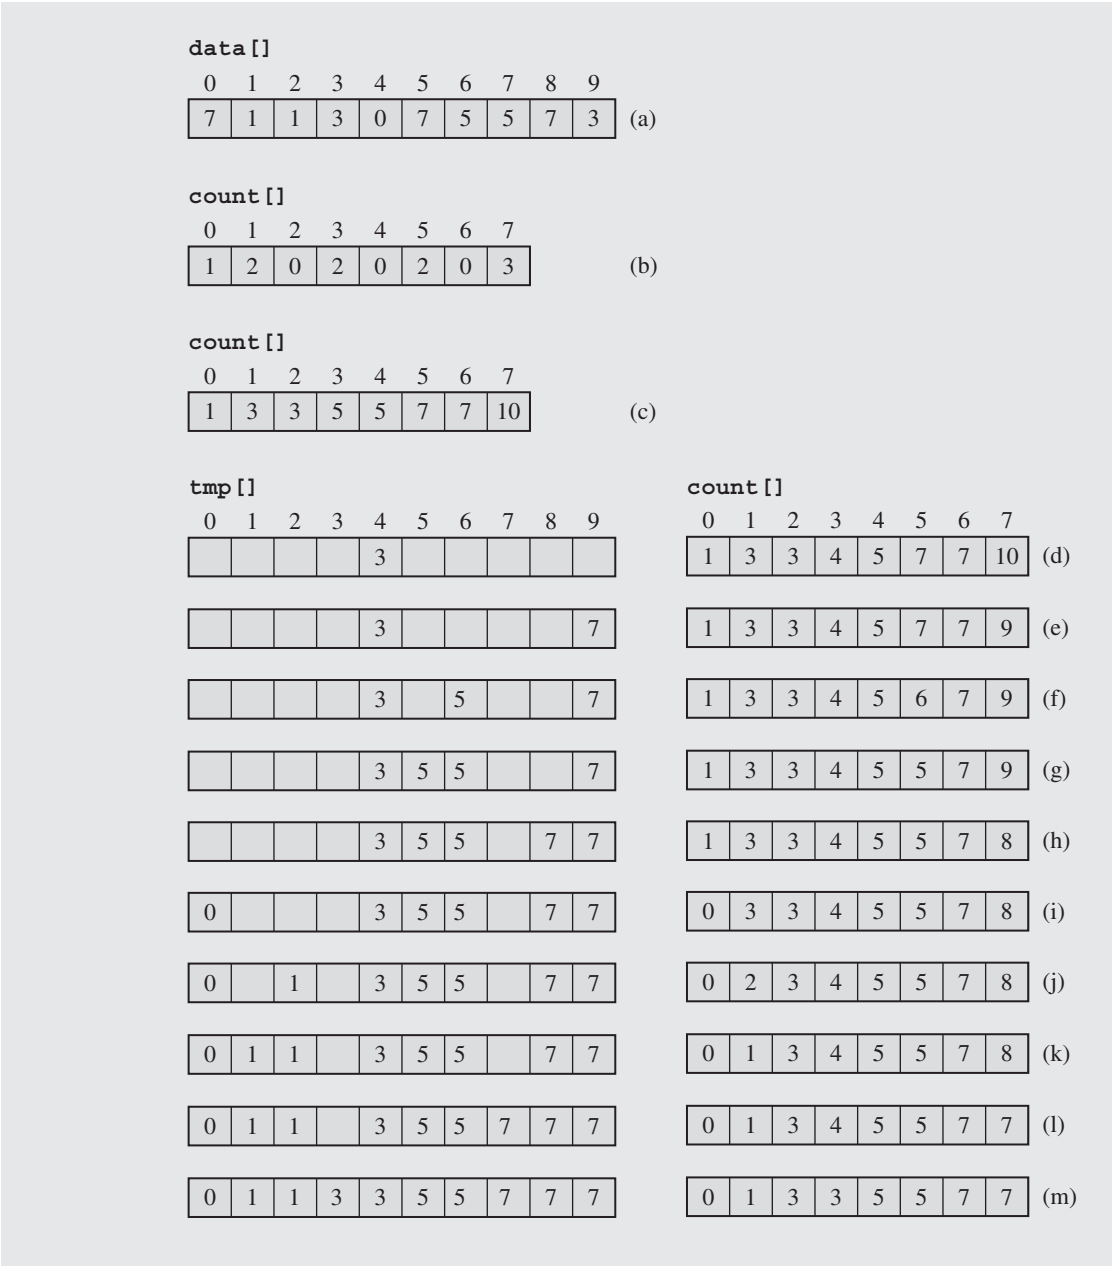 data[]
0 1 2 3 4 5 6 7 8 9
7 1 1 3 0 7 5 5 7 3 (a)
count[]
0 1 2 3 4 5 6 7
1 2 0 2 0 2 0 3 (b)
count[]
0 1 2 3 4 5 6 7
1 3 3 5 5 7 7 10 (c)
tmp[] count[]
0 1 2 3 4 5 6 7 8 9 0 1 2 3 4 5 6 7
3 1 3 3 4 5 7 7 10 (d)
3 7 1 3 3 4 5 7 7 9 (e)
3 5 7 1 3 3 4 5 6 7 9 (f)
3 5 5 7 1 3 3 4 5 5 7 9 (g)
3 5 5 7 7 1 3 3 4 5 5 7 8 (h)
0 3 5 5 7 7 0 3 3 4 5 5 7 8 (i)
0 1 3 5 5 7 7 0 2 3 4 5 5 7 8 (j)
0 1 1 3 5 5 7 7 0 1 3 4 5 5 7 8 (k)
0 1 1 3 5 5 7 7 7 0 1 3 4 5 5 7 7 (l)
0 1 1 3 3 5 5 7 7 7 0 1 3 3 5 5 7 7 (m)